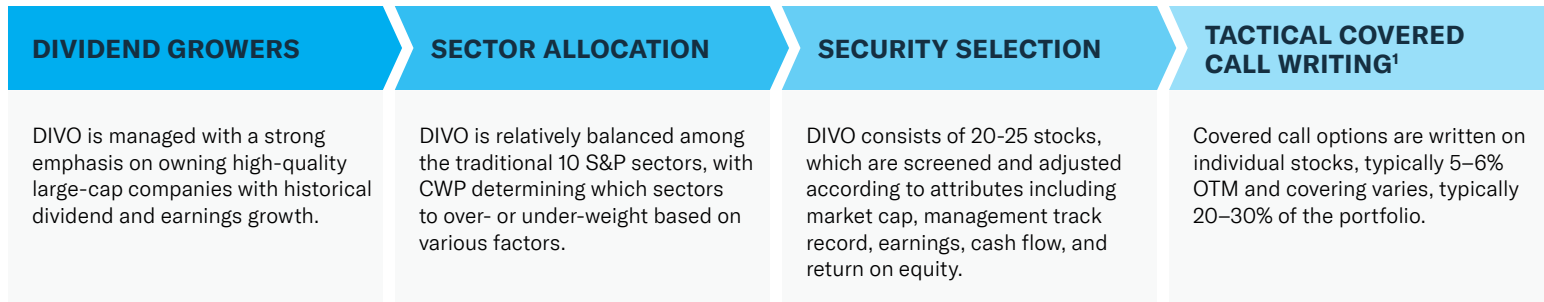 DIVIDEND GROWERS
DIVO is managed with a strong
emphasis on owning high-quality
large-cap companies with historical
dividend and earnings growth.
SECTOR ALLOCATION
DIVO is relatively balanced among
the traditional 10 S&P sectors, with
CWP determining which sectors
to over- or under-weight based on
various factors.
SECURITY SELECTION
DIVO consists of 20-25 stocks,
which are screened and adjusted
according to attributes including
market cap, management track
record, earnings, cash flow, and
return on equity.
TACTICAL COVERED
CALL WRITING¹
Covered call options are written on
individual stocks, typically 5–6%
OTM and covering varies, typically
20–30% of the portfolio.